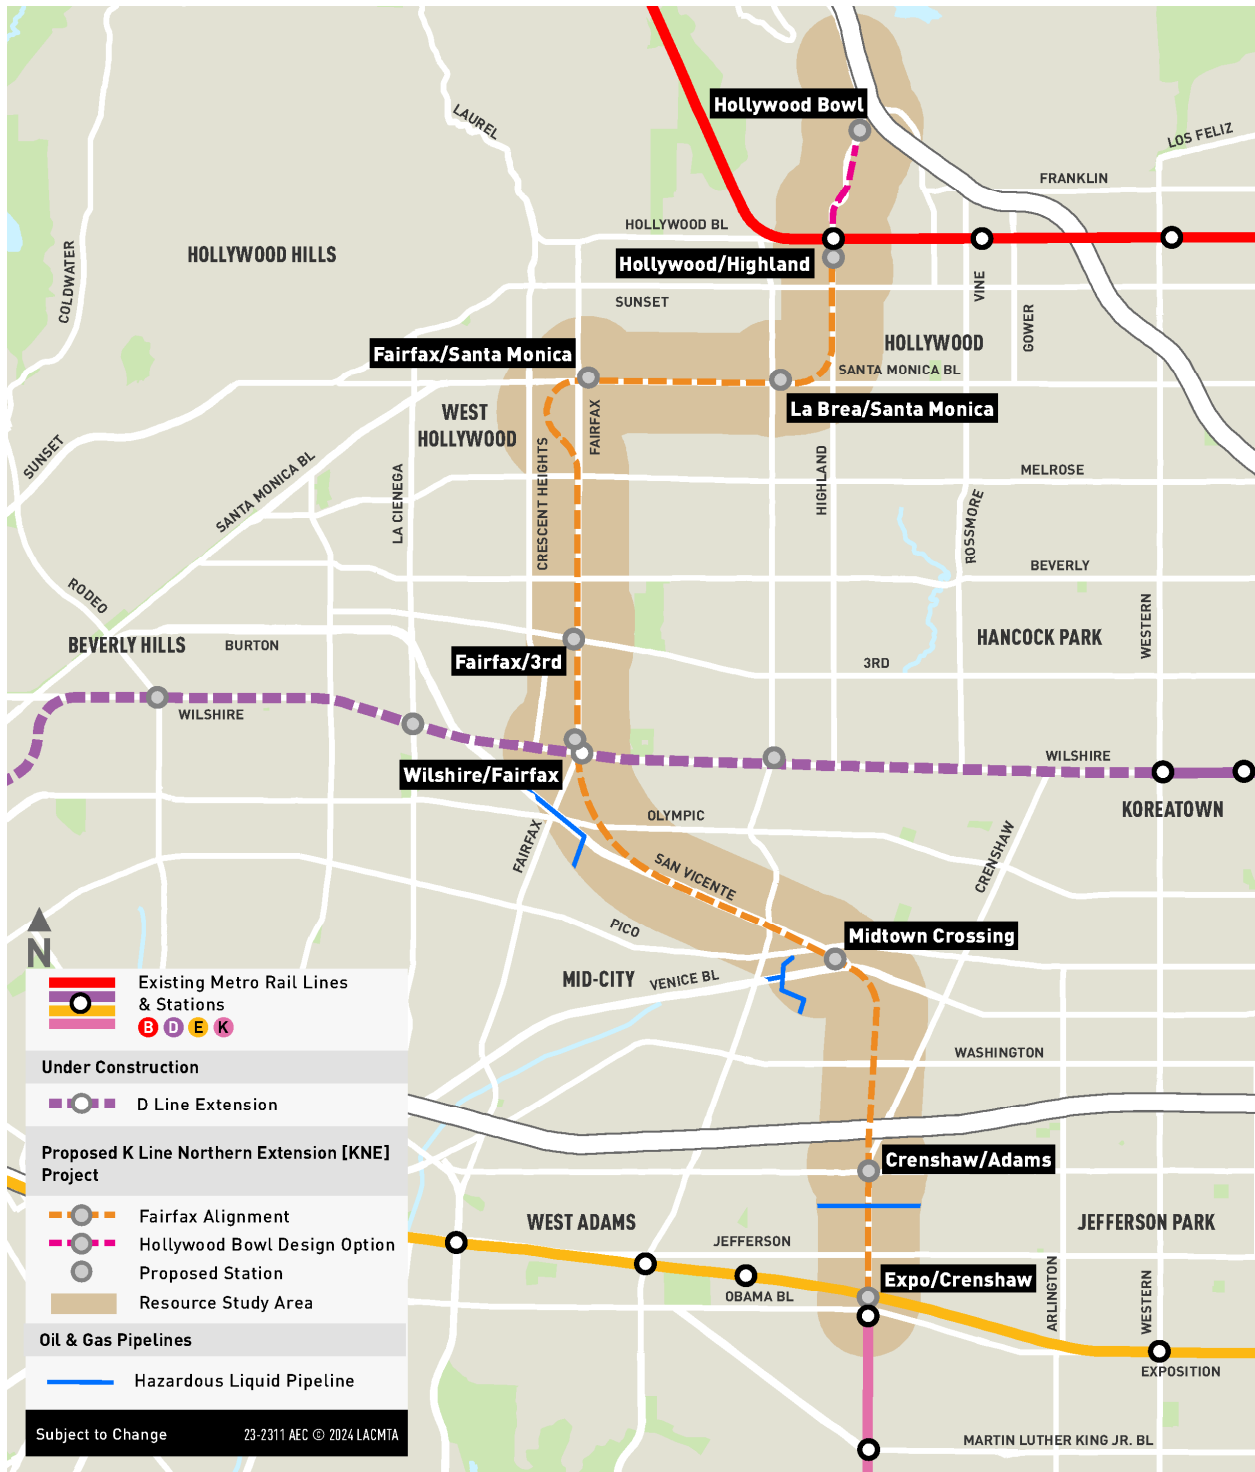 Hollywood Bowl
LAUREL
LOS FELIZ
FRANKLIN
HOLLYWOOD BL
HOLLYWOOD HILLS
COLDWATER
Hollywood/Highland
VINE
SUNSET
GOWER
HOLLYWOOD
Fairfax/Santa Monica
SANTA MONICA BL
La Brea/Santa Monica
WEST
HOLLYWOOD
FAIRFAX
SUNSET
SANTA MONICA BL
LA CIENEGA
CRESCENT HEIGHTS
HIGHLAND
MELROSE
ROSSMORE
BEVERLY
RODEO
WESTERN
BEVERLY HILLS
BURTON
HANCOCK PARK
Fairfax/3rd
3RD
WILSHIRE
WILSHIRE
Wilshire/Fairfax
KOREATOWN
OLYMPIC
FAIRFAX
CRENSHAW
SAN VICENTE
PICO
Midtown Crossing
MID-CITY
VENICE BL
WASHINGTON
Crenshaw/Adams
WEST ADAMS
JEFFERSON PARK
JEFFERSON
Expo/Crenshaw
OBAMA BL
ARLINGTON
WESTERN
EXPOSITION
MARTIN LUTHER KING JR. BL
N
Existing Metro Rail Lines
& Stations
B D E K
Under Construction
D Line Extension
Proposed K Line Northern Extension [KNE]
Project
Fairfax Alignment
Hollywood Bowl Design Option
Proposed Station
Resource Study Area
Oil & Gas Pipelines
Hazardous Liquid Pipeline
Subject to Change
23-2311 AEC © 2024 LACMTA